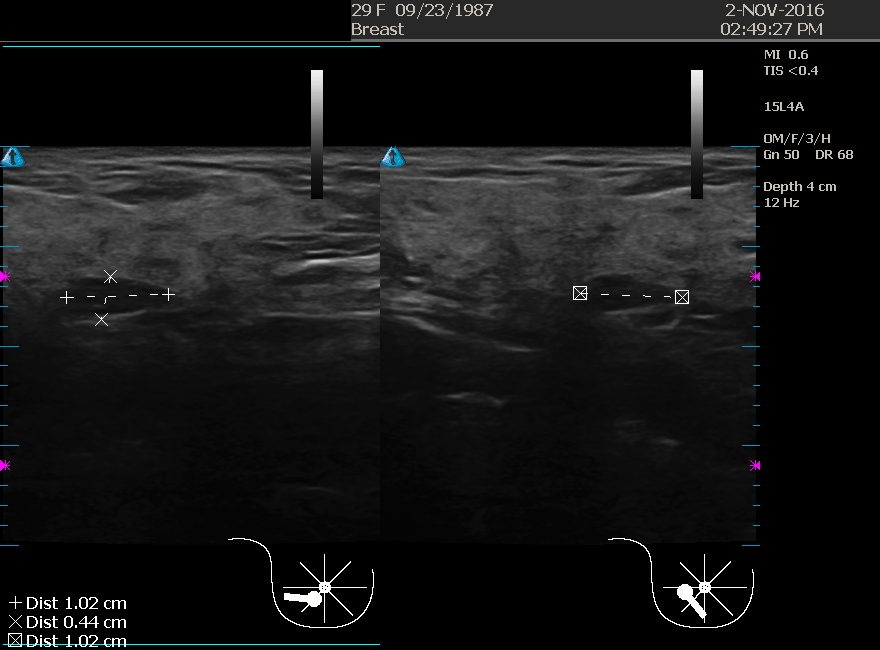 29 F 09/23/1987 2-NOV-2016
Breast 02:49:27 PM
MI 0.6
TIS <0.4
15L4A
OM/F/3/H
Gn 50 DR 68
Depth 4 cm
12 Hz
Dist 1.02 cm
Dist 0.44 cm
Dist 1.02 cm